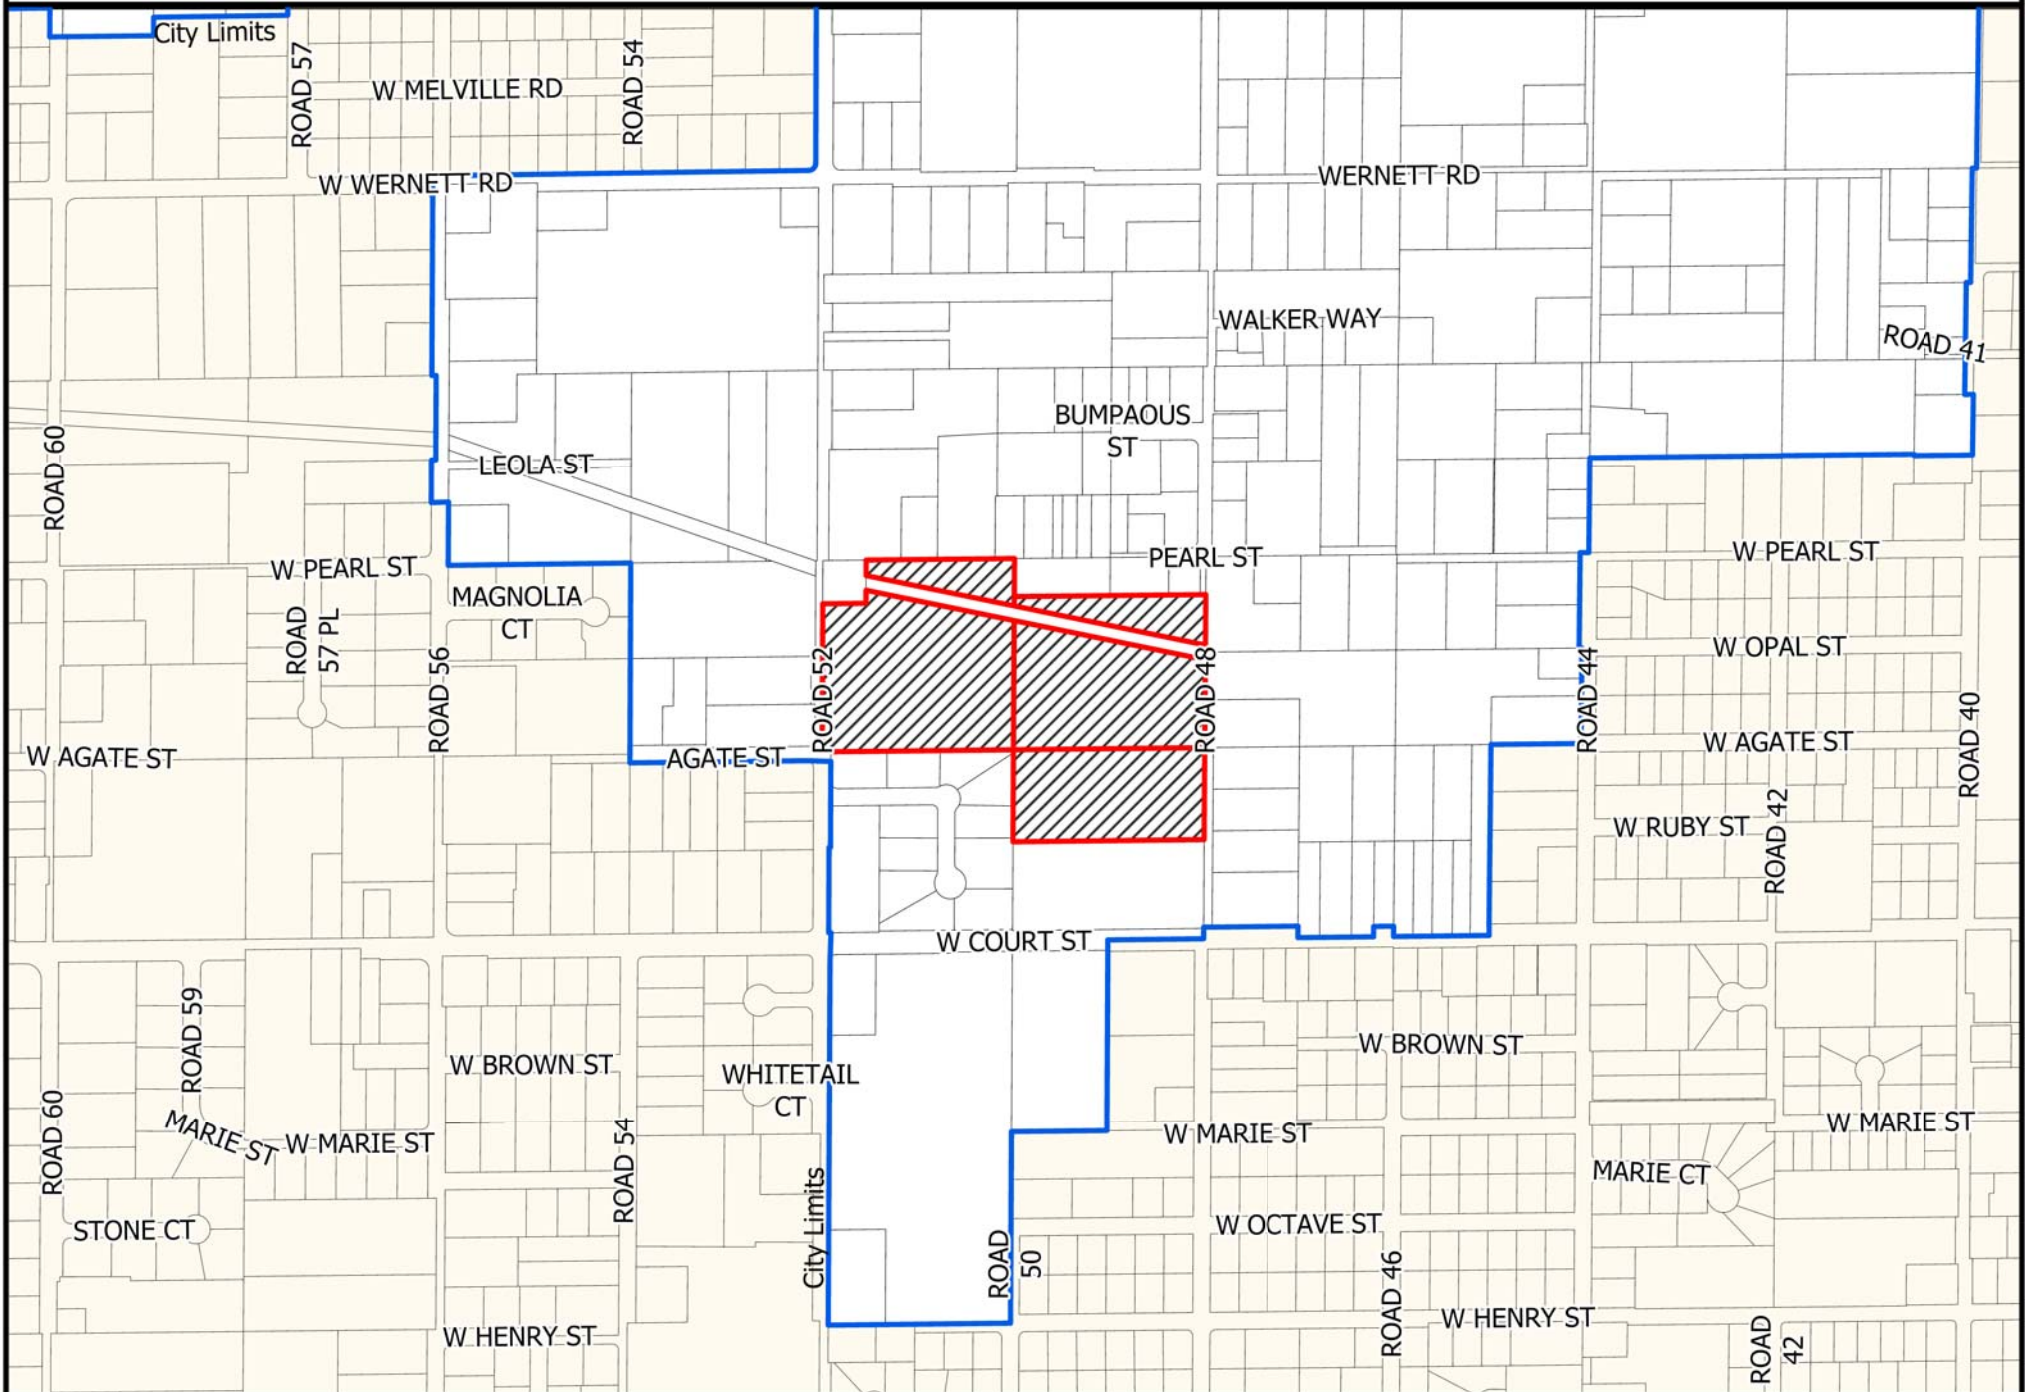 City Limits
ROAD 57
W MELVILLE RD
ROAD 54
W WERNETT RD
WERNETT RD
WALKER WAY
ROAD 41
BUMPAOUS
ST
ROAD 60
LEOLA ST
W PEARL ST
PEARL ST
W PEARL ST
MAGNOLIA
CT
ROAD
57 PL
ROAD 56
ROAD 52
ROAD 48
ROAD 44
W OPAL ST
W AGATE ST
AGATE ST
W AGATE ST
ROAD 40
W RUBY ST
ROAD 42
W COURT ST
ROAD 59
W BROWN ST
W BROWN ST
WHITETAIL
CT
ROAD 60
MARIE ST
W MARIE ST
ROAD 54
W MARIE ST
W MARIE ST
MARIE CT
STONE CT
City Limits
ROAD
50
W OCTAVE ST
ROAD 46
W HENRY ST
W HENRY ST
ROAD
42